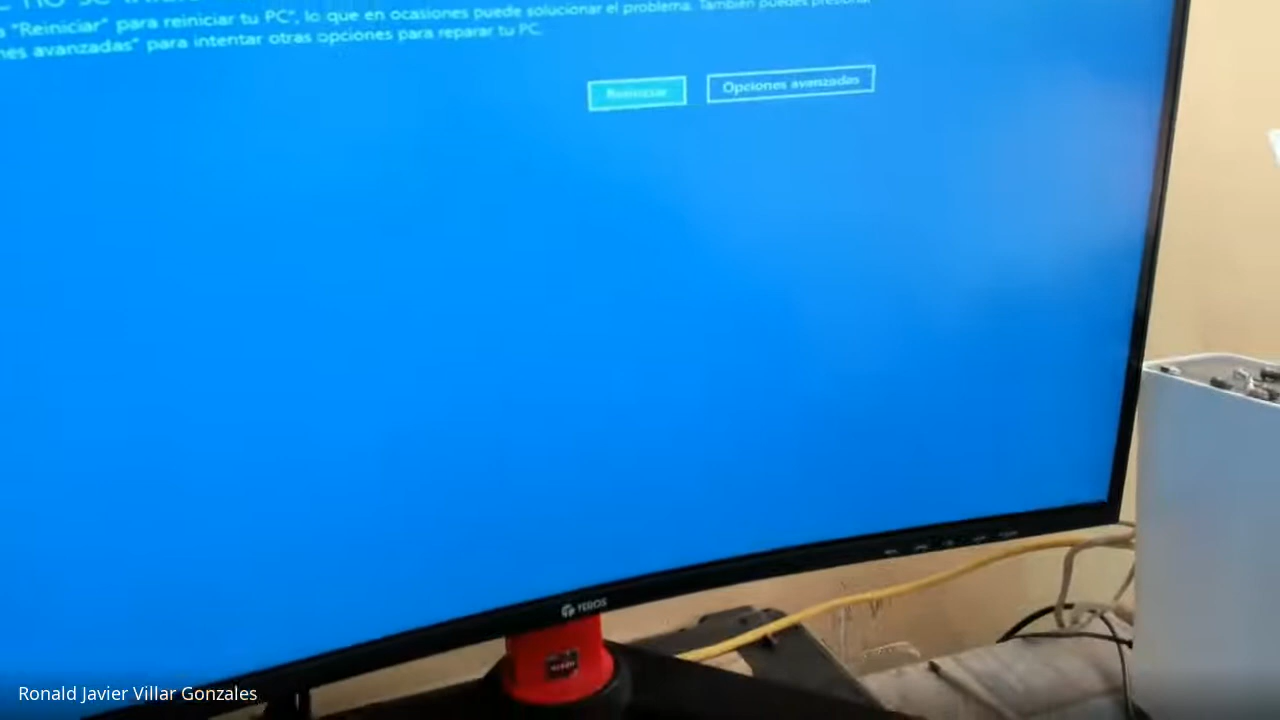 "Reiniciar" para reiniciar tu PC", lo que en ocasiones puede solucionar el problema. También puedes presionar
nes avanzadas" para intentar otras opciones para reparar tu PC.
Reiniciar
Opciones avanzadas
YEROS
Ronald Javier Villar Gonzales